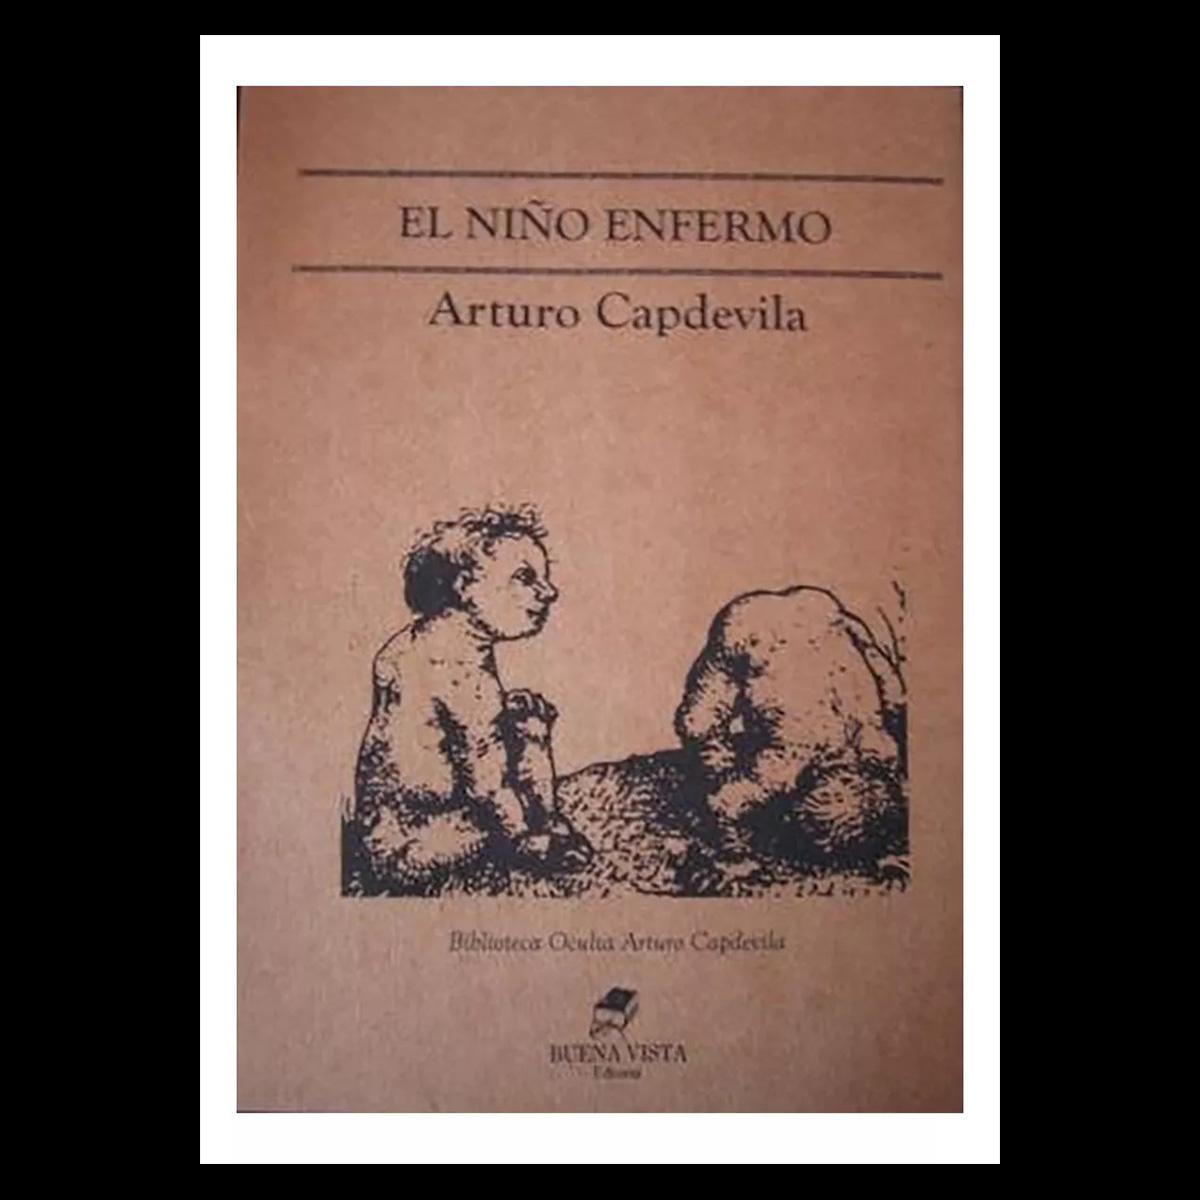 EL NIÑO ENFERMO
Arturo Capdevila
Biblioteca Oculta Arturo Capdevila
BUENA VISTA
Editores